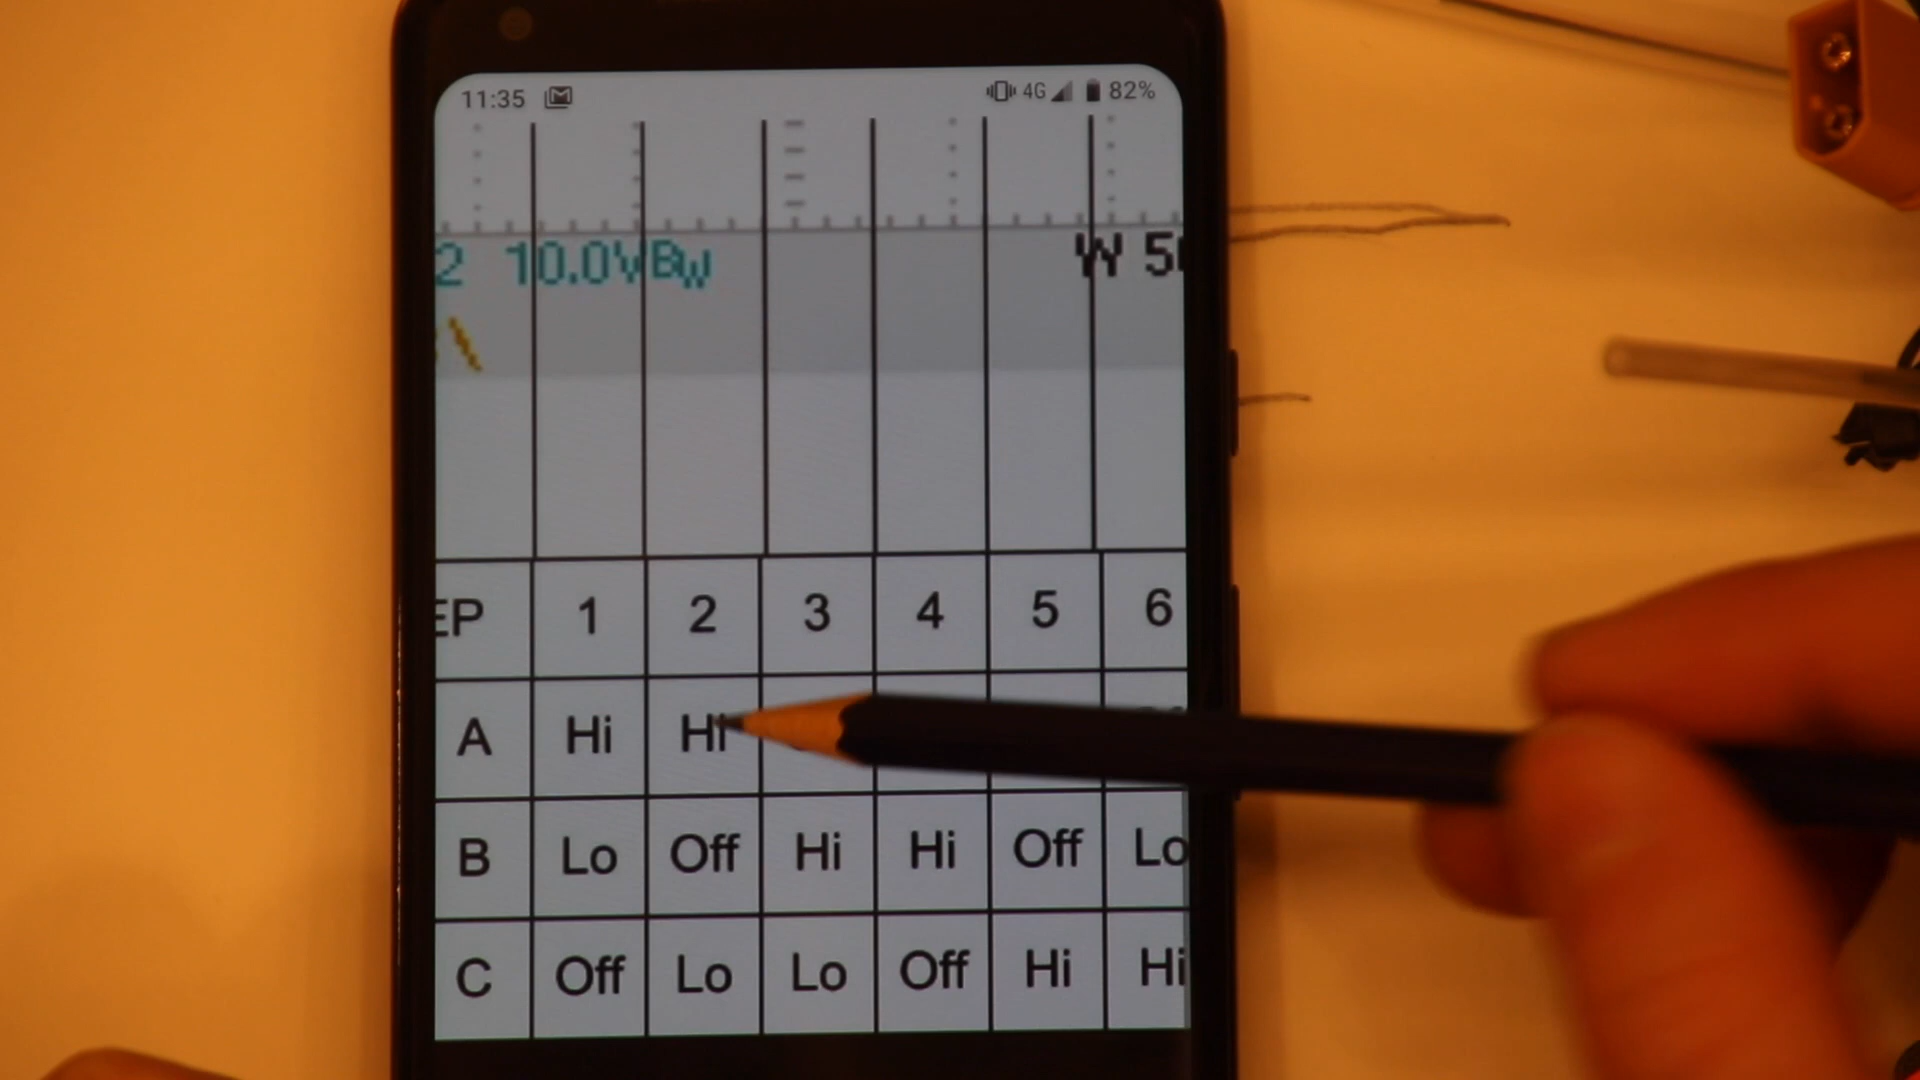 11:35 4G 82%
2 10.0V BW W 50
EP 1 2 3 4 5 6
A Hi Hi
B Lo Off Hi Hi Off Lo
C Off Lo Lo Off Hi Hi